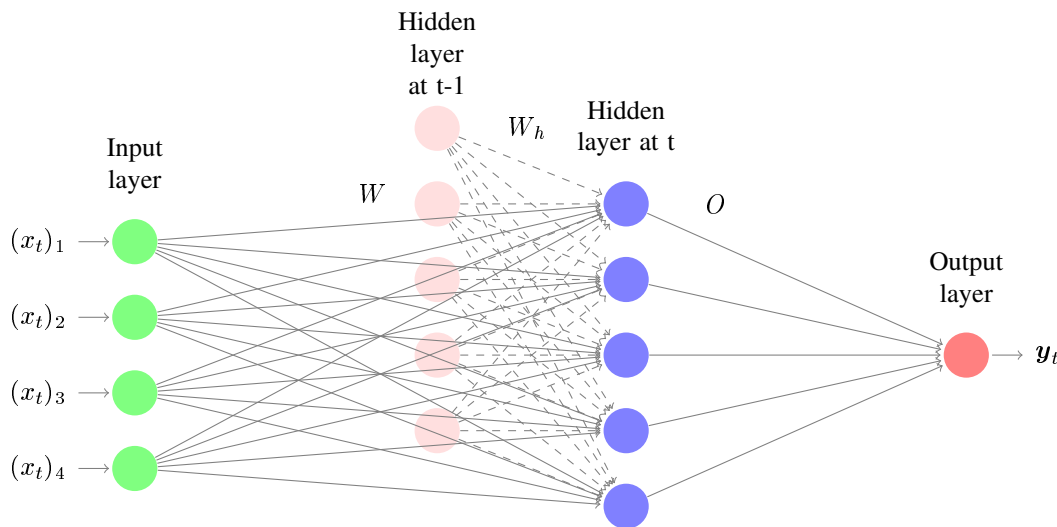 Hidden
layer
at t-1
Hidden
layer at t
W_h
Input
layer
W
O
(x_t)_1
(x_t)_2
(x_t)_3
(x_t)_4
Output
layer
y_t